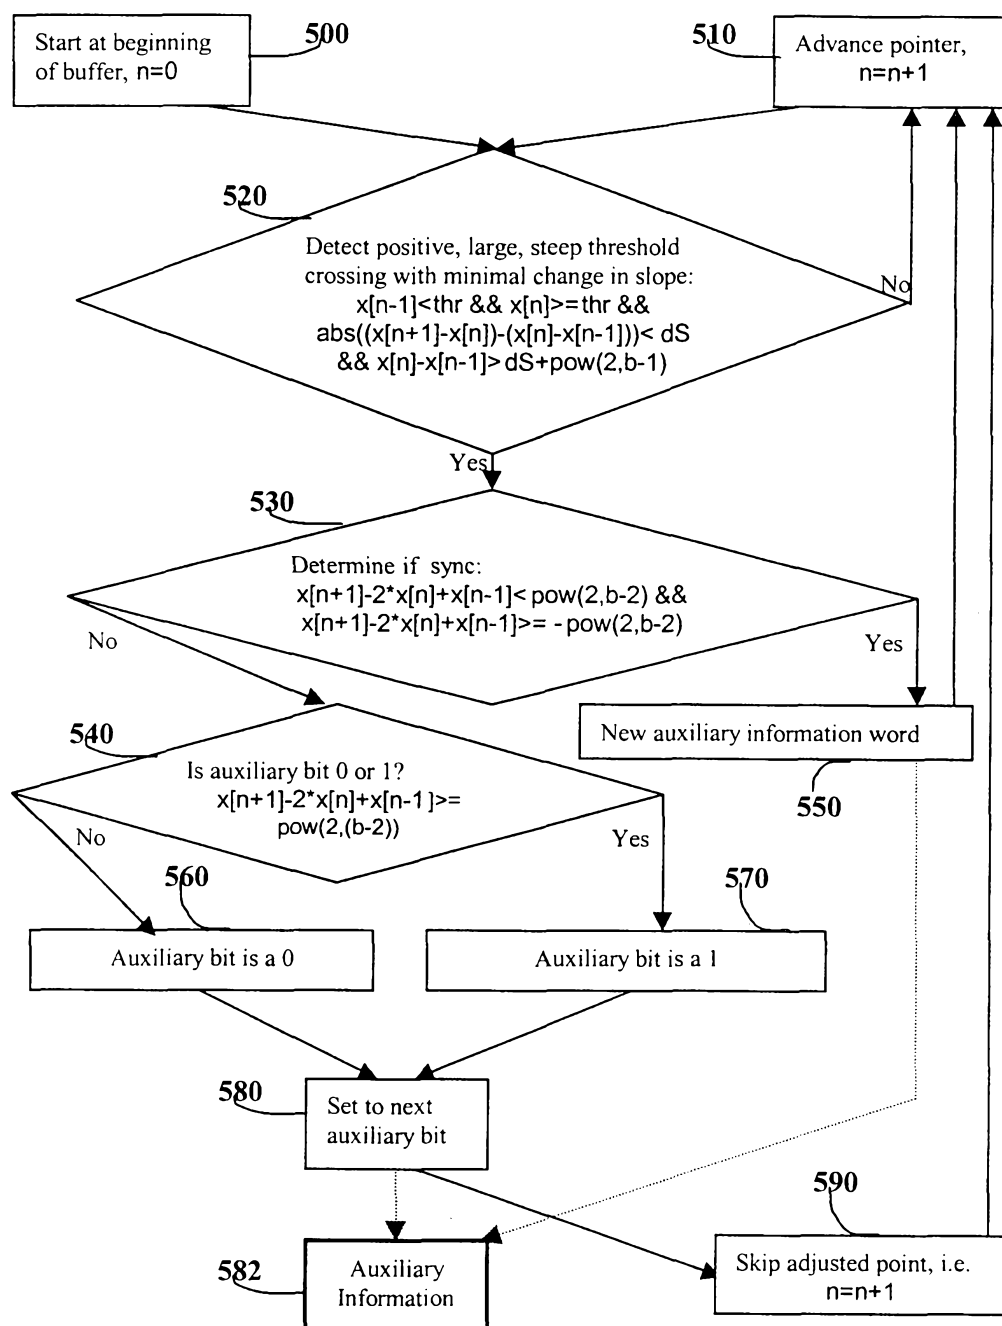 500
Start at beginning
of buffer, n=0
510
Advance pointer,
n=n+1
520
Detect positive, large, steep threshold
crossing with minimal change in slope:
x[n-1]<thr && x[n]>=thr &&
abs((x[n+1]-x[n])-(x[n]-x[n-1]))< dS
&& x[n]-x[n-1]>dS+pow(2,b-1)
No
Yes
530
Determine if sync:
x[n+1]-2*x[n]+x[n-1]<pow(2,b-2) &&
x[n+1]-2*x[n]+x[n-1]>= -pow(2,b-2)
No
Yes
540
Is auxiliary bit 0 or 1?
x[n+1]-2*x[n]+x[n-1]>=
pow(2,(b-2))
New auxiliary information word
550
No
Yes
560
Auxiliary bit is a 0
570
Auxiliary bit is a 1
580
Set to next
auxiliary bit
590
Skip adjusted point, i.e.
n=n+1
582
Auxiliary
Information